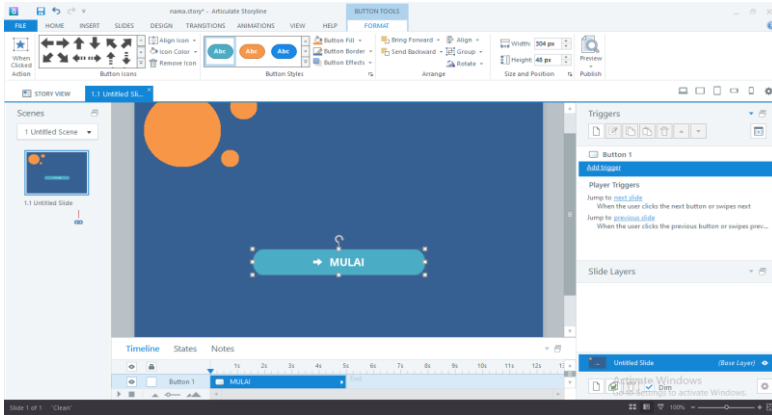 nama.story* - Articulate Storyline
BUTTON TOOLS
FILE HOME INSERT SLIDES DESIGN TRANSITIONS ANIMATIONS VIEW HELP FORMAT
When Clicked
Action
Align Icon
Icon Color
Remove Icon
Button Icons
Abc Abc Abc
Button Styles
Button Fill
Button Border
Button Effects
Bring Forward
Send Backward
Align
Group
Rotate
Arrange
Width: 304 px
Height: 48 px
Size and Position
Preview
Publish
STORY VIEW
1.1 Untitled Sli...
Scenes
1 Untitled Scene
1.1 Untitled Slide
MULAI
Timeline States Notes
1s 2s 3s 4s 5s 6s 7s 8s 9s 10s 11s 12s
Button 1 MULAI End
Triggers
Button 1
Add trigger
Player Triggers
Jump to next slide
When the user clicks the next button or swipes next
Jump to previous slide
When the user clicks the previous button or swipes prev...
Slide Layers
Untitled Slide (Base Layer)
Dim
Activate Windows
Go to Settings to activate Windows.
Slide 1 of 1 'Clean' 100%